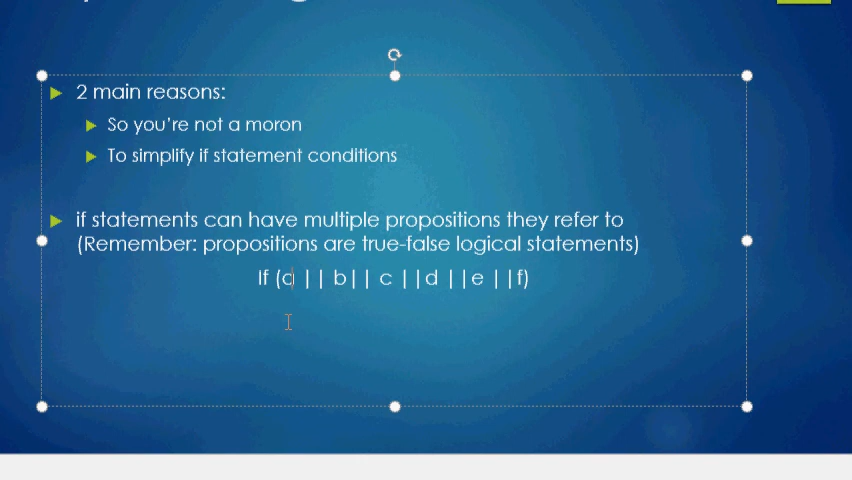 2 main reasons:
So you're not a moron
To simplify if statement conditions
if statements can have multiple propositions they refer to
(Remember: propositions are true-false logical statements)
If (a || b|| c ||d ||e ||f)